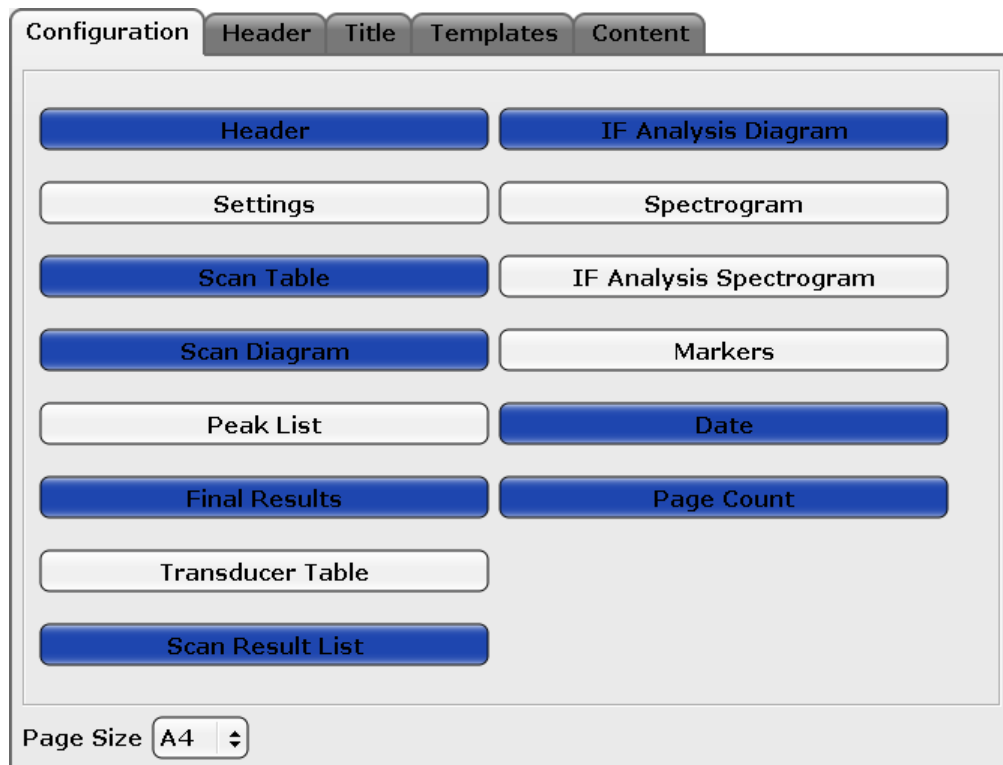 Configuration Header Title Templates Content
Header IF Analysis Diagram
Settings Spectrogram
Scan Table IF Analysis Spectrogram
Scan Diagram Markers
Peak List Date
Final Results Page Count
Transducer Table
Scan Result List
Page Size A4